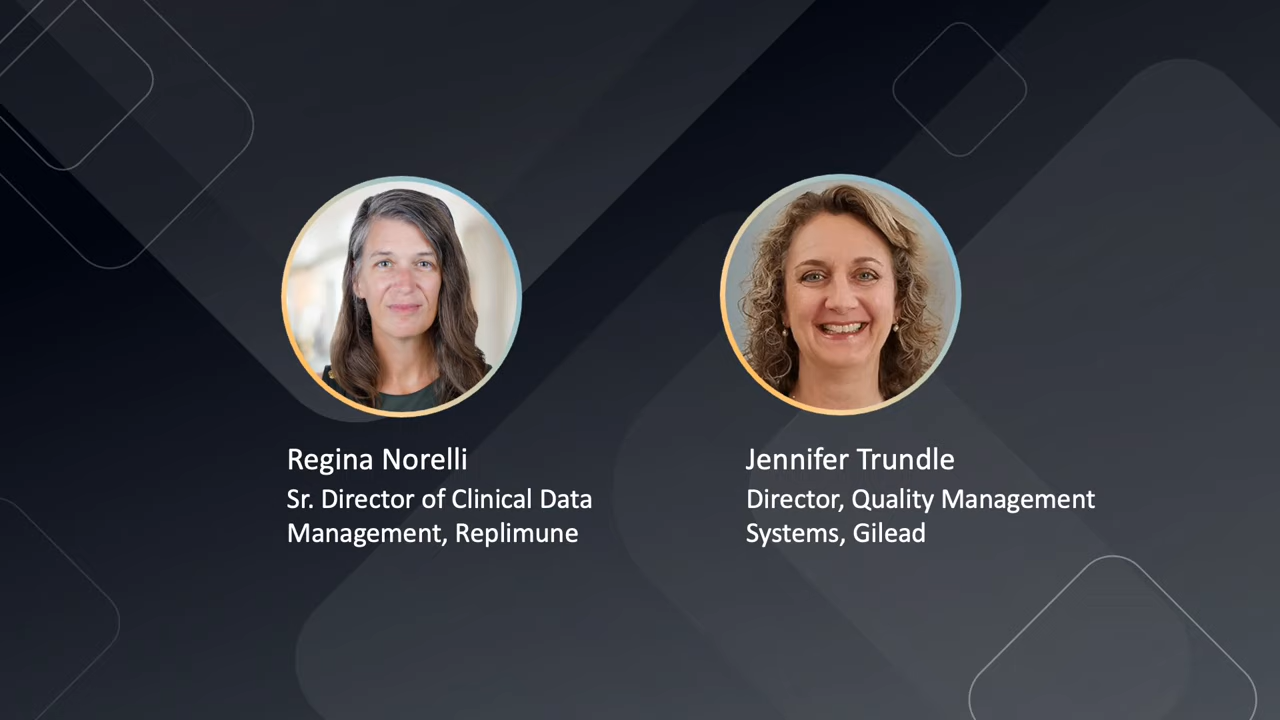 Regina Norelli
Sr. Director of Clinical Data
Management, Replimune
Jennifer Trundle
Director, Quality Management
Systems, Gilead